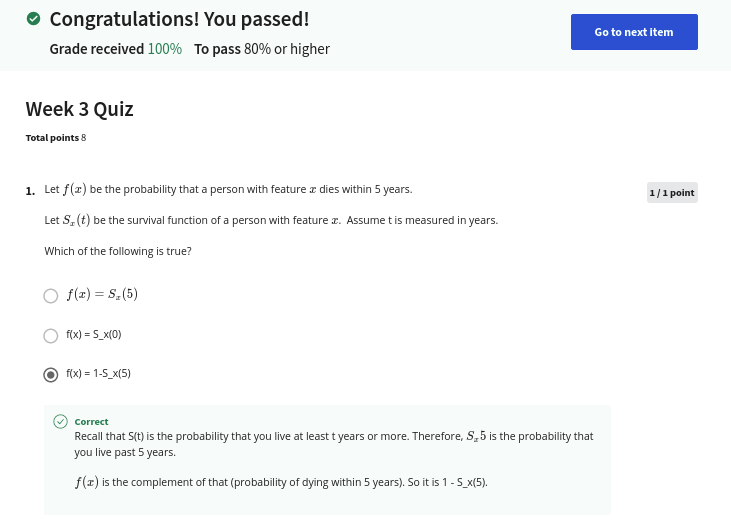 Congratulations! You passed!
Go to next item
Grade received 100% To pass 80% or higher
Week 3 Quiz
Total points 8
1. Let f(x) be the probability that a person with feature x dies within 5 years.
1 / 1 point
Let Sₓ(t) be the survival function of a person with feature x. Assume t is measured in years.
Which of the following is true?
f(x) = Sₓ(5)
f(x) = S_x(0)
f(x) = 1-S_x(5)
Correct
Recall that S(t) is the probability that you live at least t years or more. Therefore, Sₓ5 is the probability that
you live past 5 years.
f(x) is the complement of that (probability of dying within 5 years). So it is 1 - S_x(5).